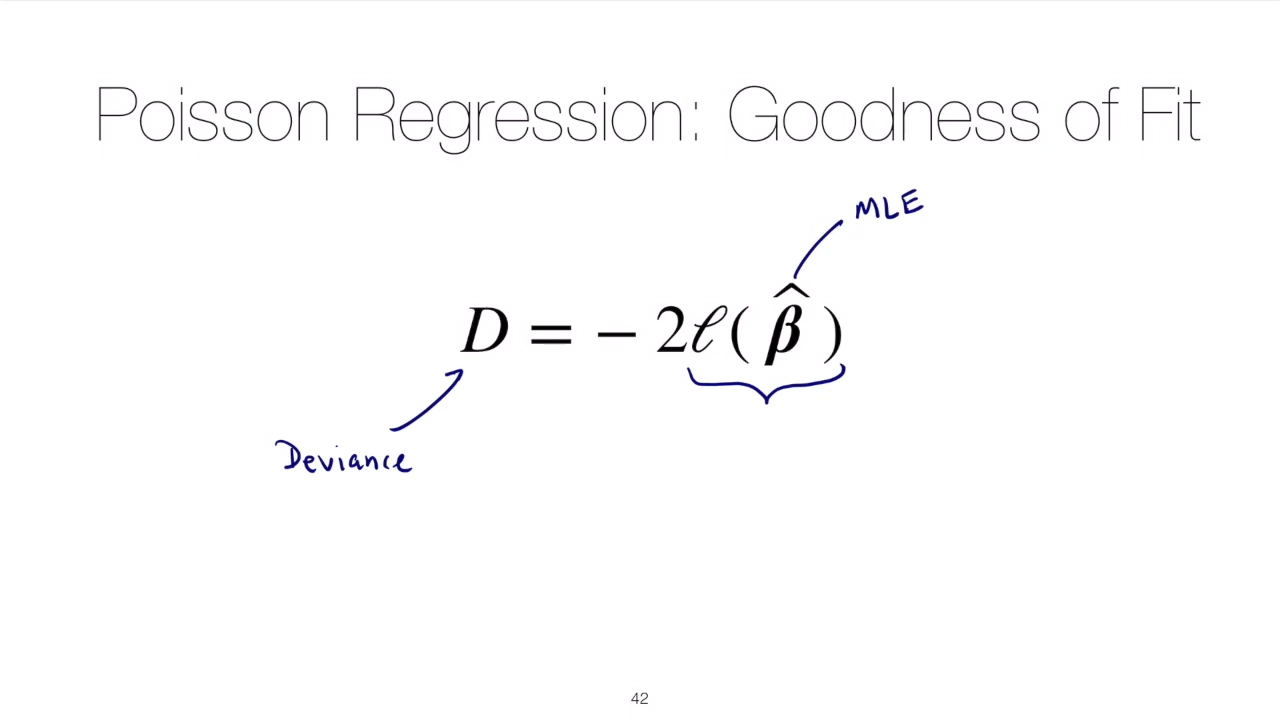 Poisson Regression: Goodness of Fit
MLE
D = − 2ℓ( β̂ )
Deviance
42